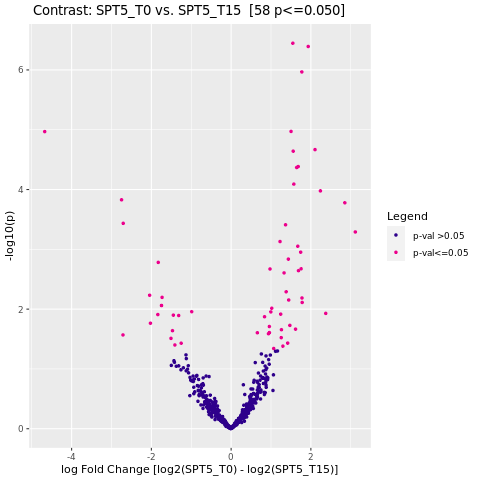 Contrast: SPT5_T0 vs. SPT5_T15 [58 p<=0.050]
6
4
2
0
-log10(p)
-4
-2
0
2
log Fold Change [log2(SPT5_T0) - log2(SPT5_T15)]
Legend
p-val >0.05
p-val<=0.05